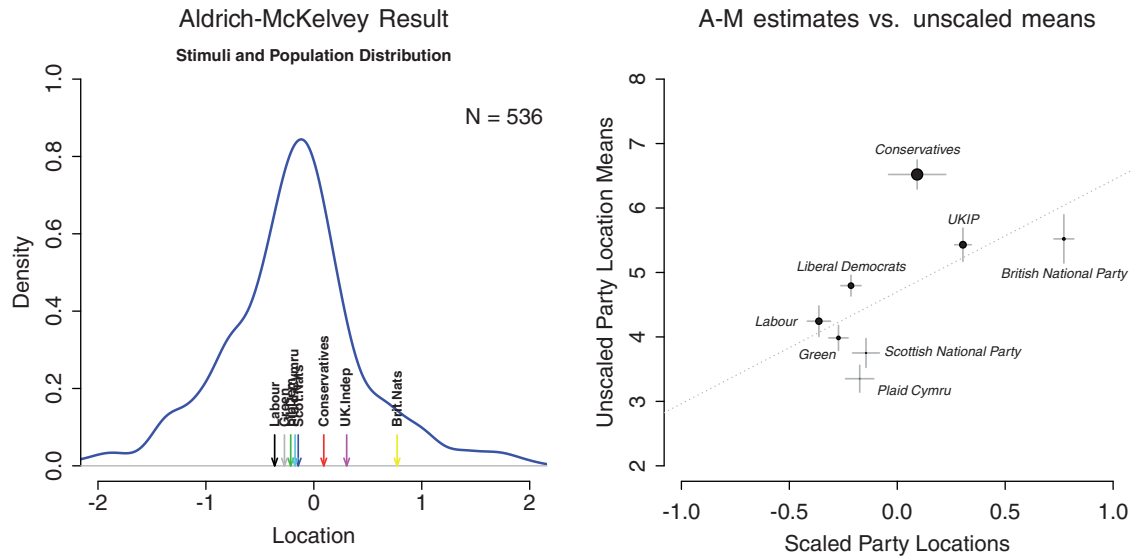 Aldrich-McKelvey Result
Stimuli and Population Distribution
N = 536
Density
0.0
0.2
0.4
0.6
0.8
1.0
Labour
Green
Scot.Nats
Conservatives
UK.Indep
Brit.Nats
-2
-1
0
1
2
Location
A-M estimates vs. unscaled means
Unscaled Party Location Means
2
3
4
5
6
7
8
Conservatives
UKIP
British National Party
Liberal Democrats
Labour
Green
Scottish National Party
Plaid Cymru
-1.0
-0.5
0.0
0.5
1.0
Scaled Party Locations